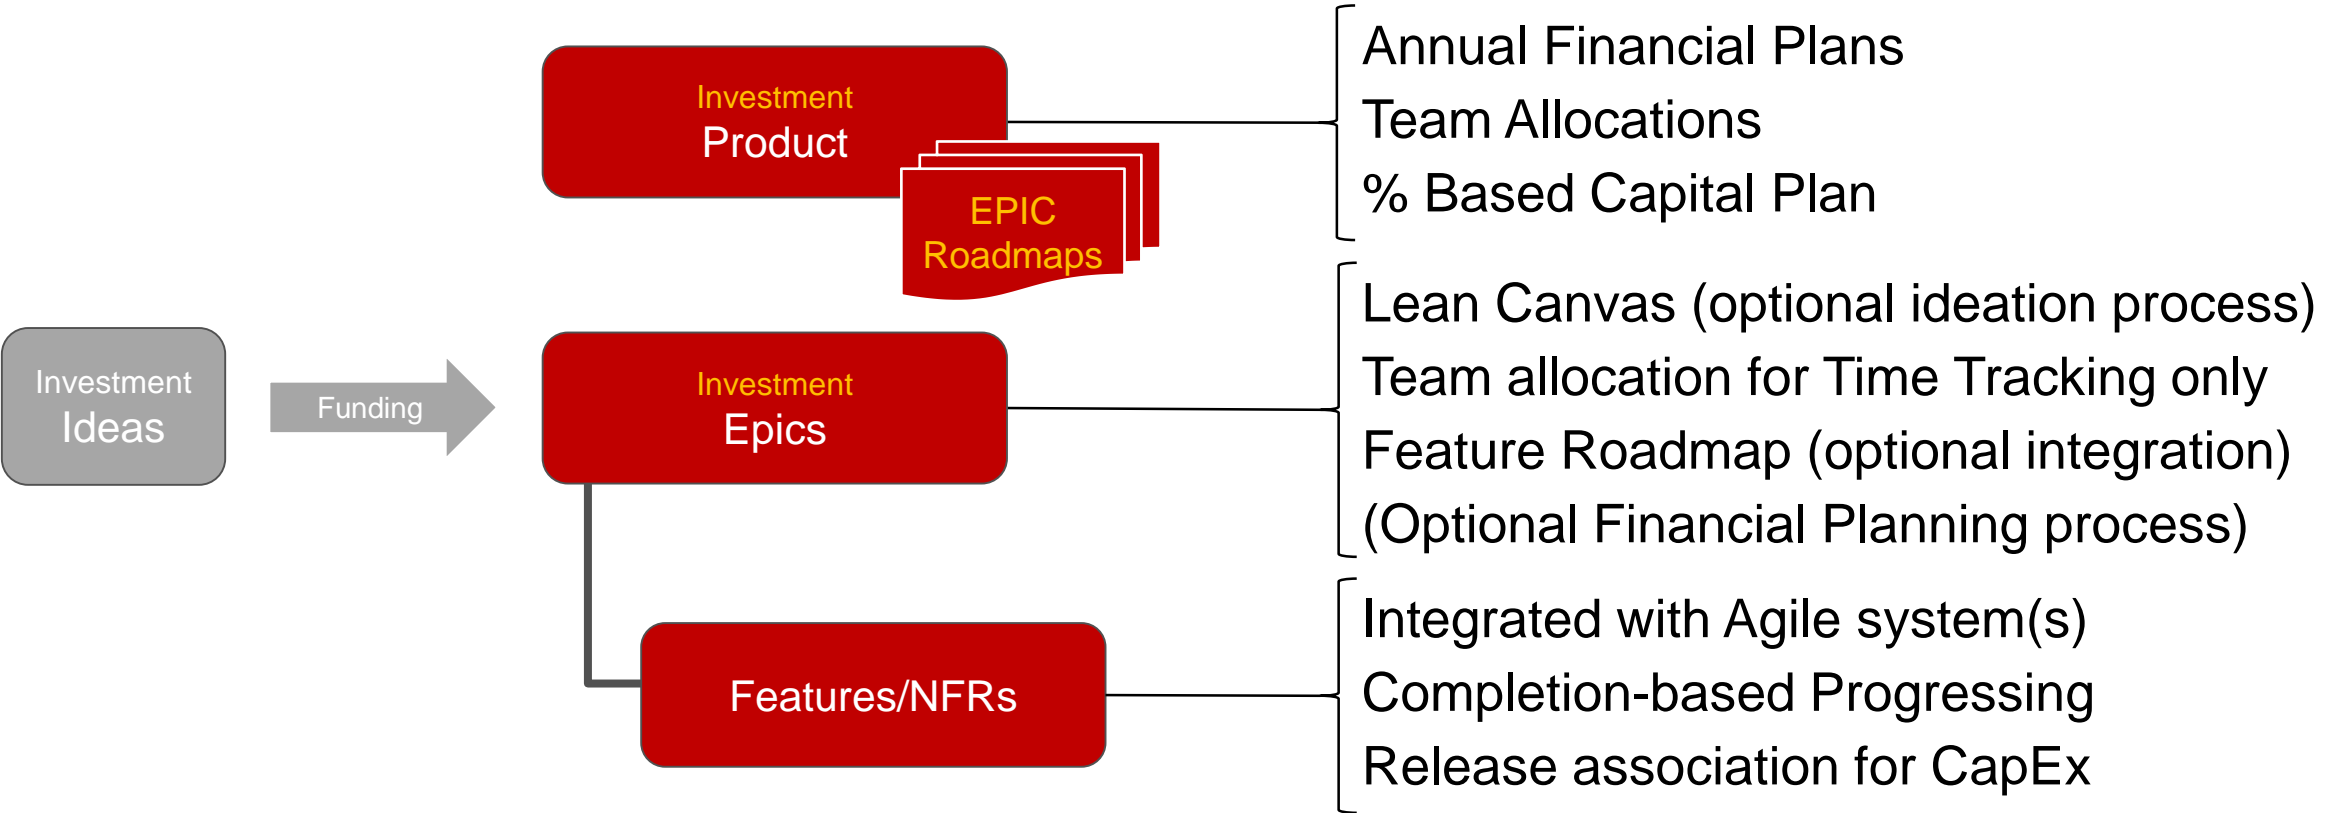 Investment
Ideas
Funding
Investment
Product
EPIC
Roadmaps
Annual Financial Plans
Team Allocations
% Based Capital Plan
Investment
Epics
Lean Canvas (optional ideation process)
Team allocation for Time Tracking only
Feature Roadmap (optional integration)
(Optional Financial Planning process)
Features/NFRs
Integrated with Agile system(s)
Completion-based Progressing
Release association for CapEx